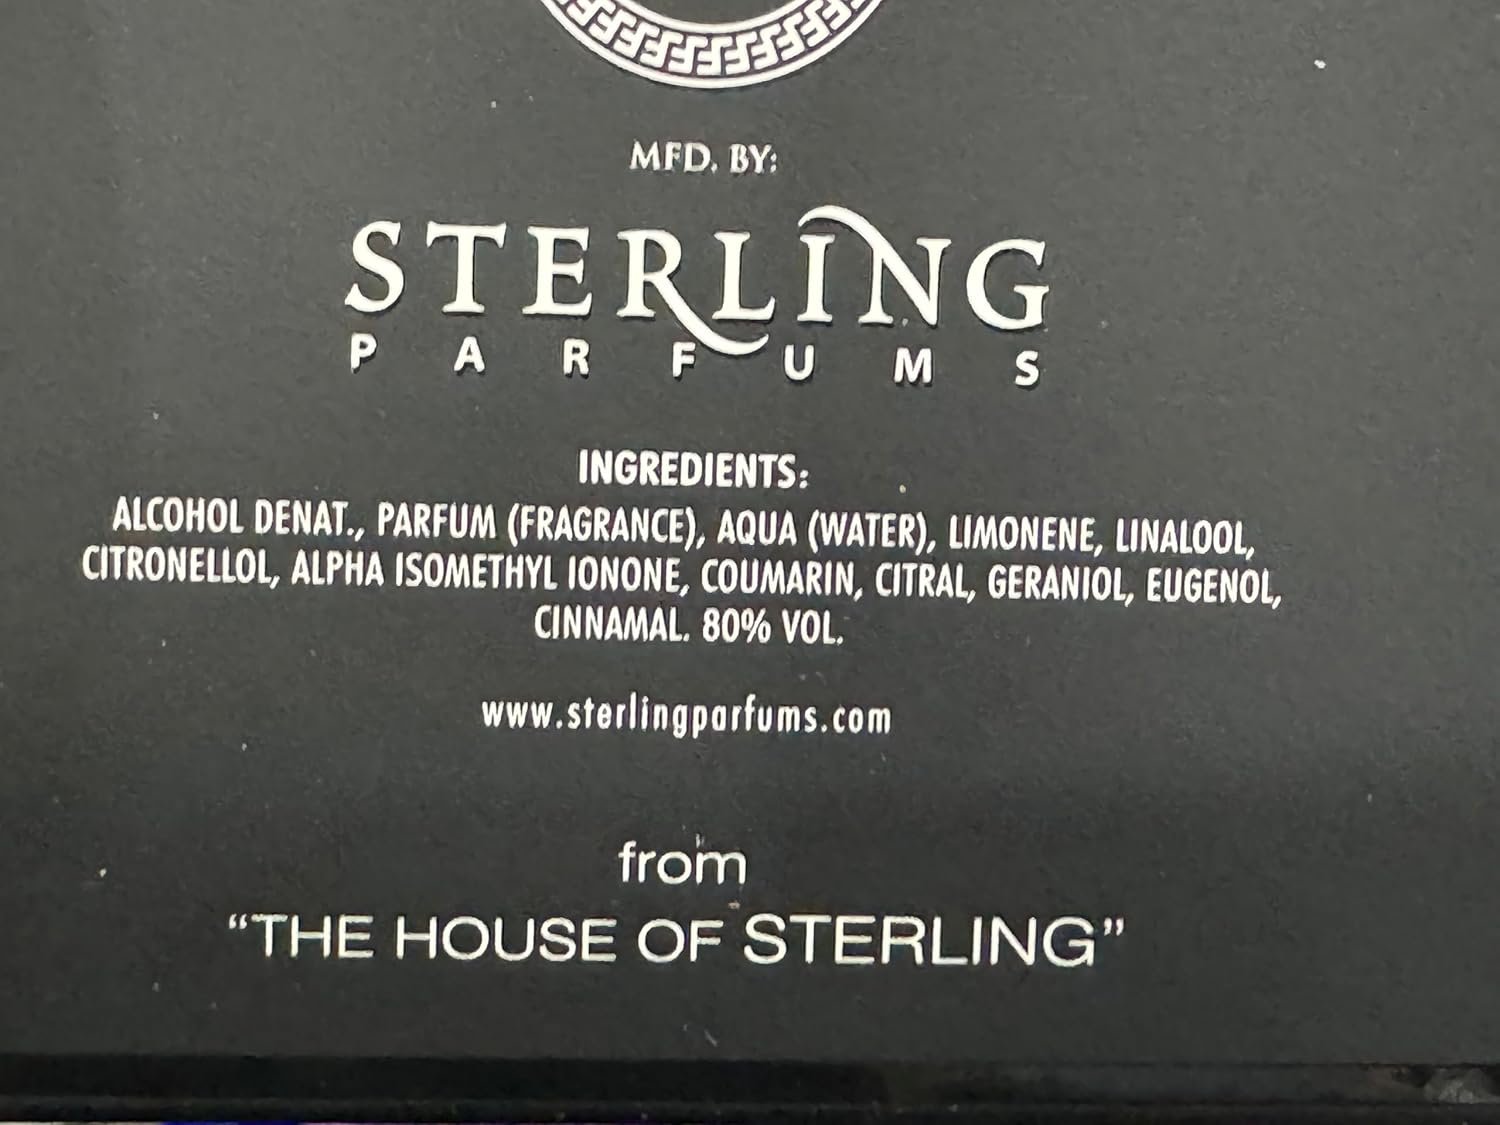 MFD. BY:
STERLING
PARFUMS
INGREDIENTS:
ALCOHOL DENAT., PARFUM (FRAGRANCE), AQUA (WATER), LIMONENE, LINALOOL,
CITRONELLOL, ALPHA ISOMETHYL IONONE, COUMARIN, CITRAL, GERANIOL, EUGENOL,
CINNAMAL. 80% VOL.
www.sterlingparfums.com
from
“THE HOUSE OF STERLING”